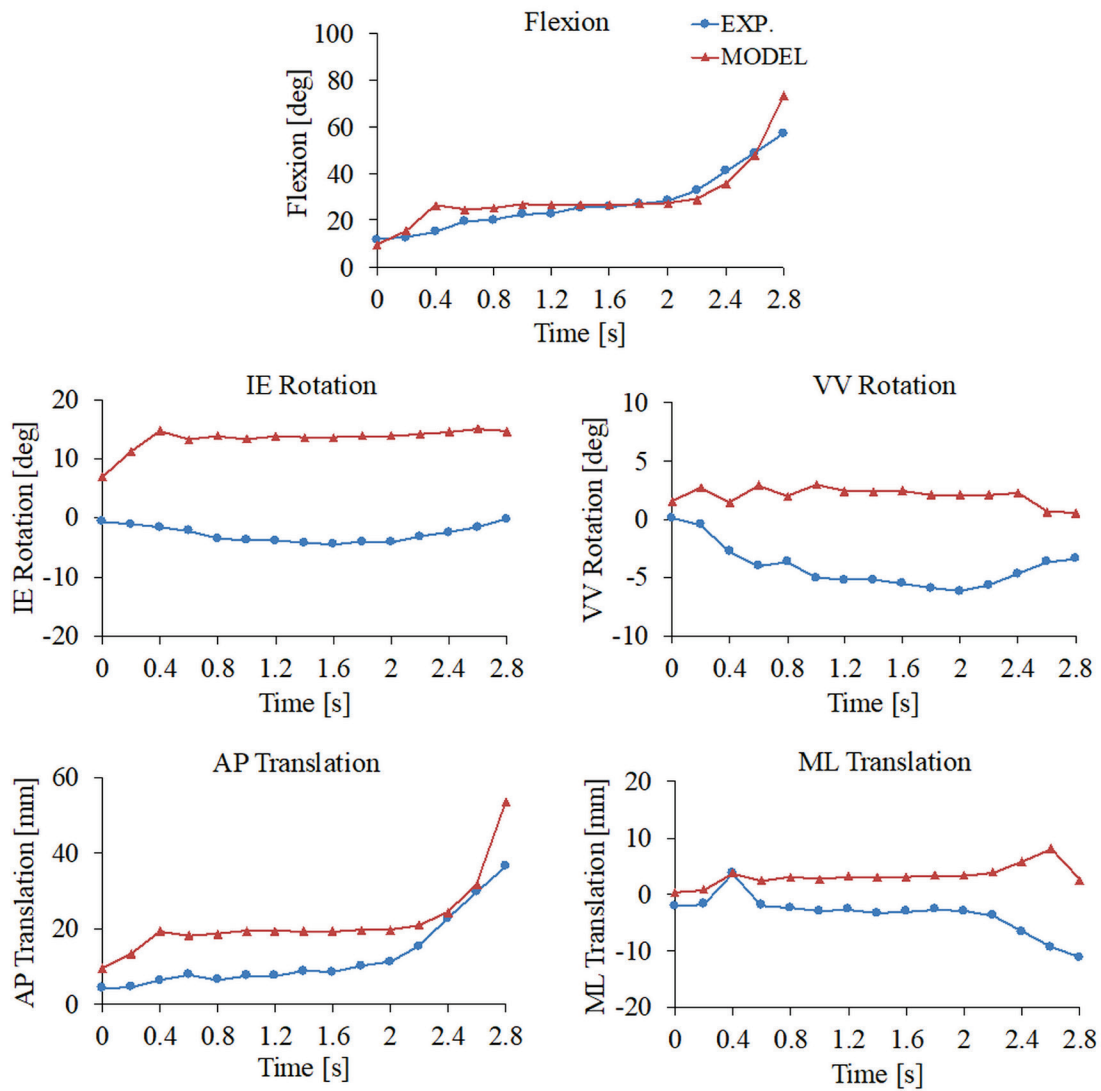 Flexion
EXP.
MODEL
Flexion [deg]
100
80
60
40
20
0
0 0.4 0.8 1.2 1.6 2 2.4 2.8
Time [s]
IE Rotation
IE Rotation [deg]
20
10
0
-10
-20
0 0.4 0.8 1.2 1.6 2 2.4 2.8
Time [s]
VV Rotation
VV Rotation [deg]
10
5
0
-5
-10
0 0.4 0.8 1.2 1.6 2 2.4 2.8
Time [s]
AP Translation
AP Translation [mm]
60
40
20
0
0 0.4 0.8 1.2 1.6 2 2.4 2.8
Time [s]
ML Translation
ML Translation [mm]
20
10
0
-10
-20
0 0.4 0.8 1.2 1.6 2 2.4 2.8
Time [s]